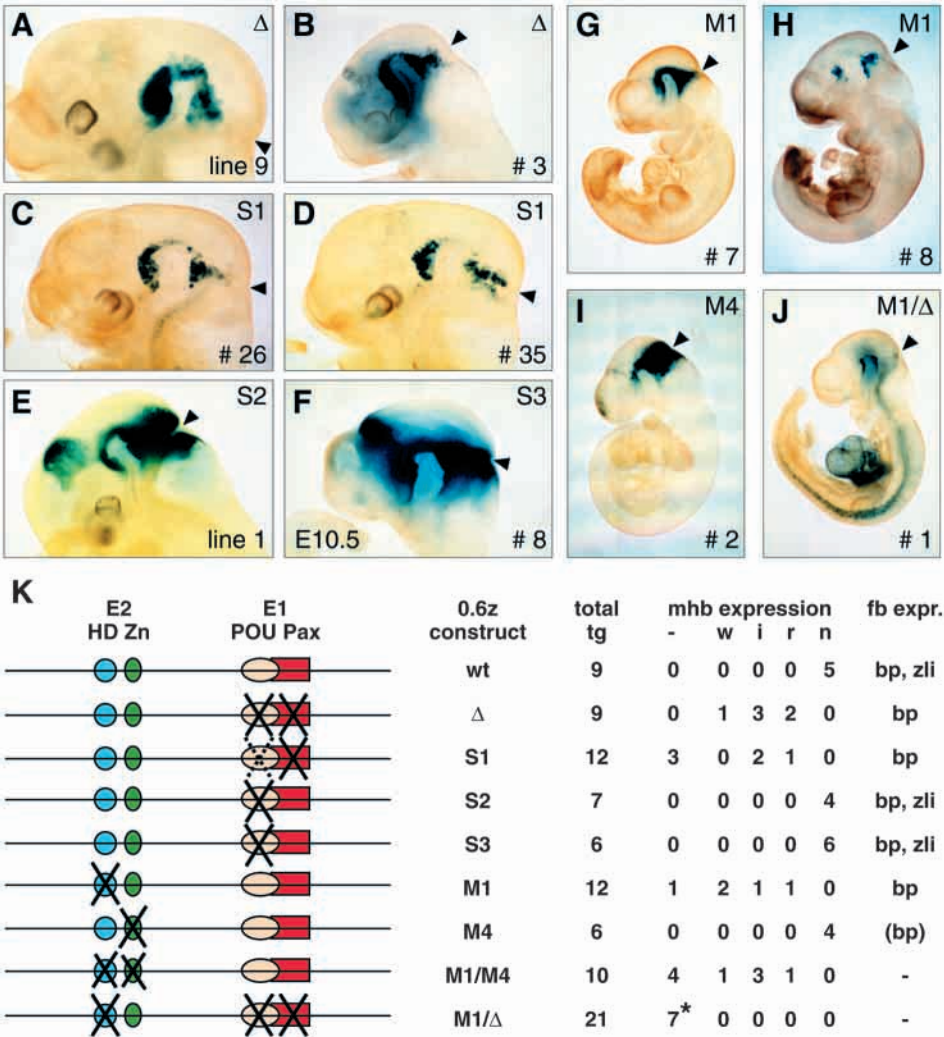 A Δ
line 9
B Δ
# 3
C S1
# 26
D S1
# 35
E S2
line 1
F S3
E10.5 # 8
G M1
# 7
H M1
# 8
I M4
# 2
J M1/Δ
# 1
K
E2 E1 0.6z total mhb expression fb expr.
HD Zn POU Pax construct tg - w i r n
wt 9 0 0 0 0 5 bp, zli
Δ 9 0 1 3 2 0 bp
S1 12 3 0 2 1 0 bp
S2 7 0 0 0 0 4 bp, zli
S3 6 0 0 0 0 6 bp, zli
M1 12 1 2 1 1 0 bp
M4 6 0 0 0 0 4 (bp)
M1/M4 10 4 1 3 1 0 -
M1/Δ 21 7* 0 0 0 0 -